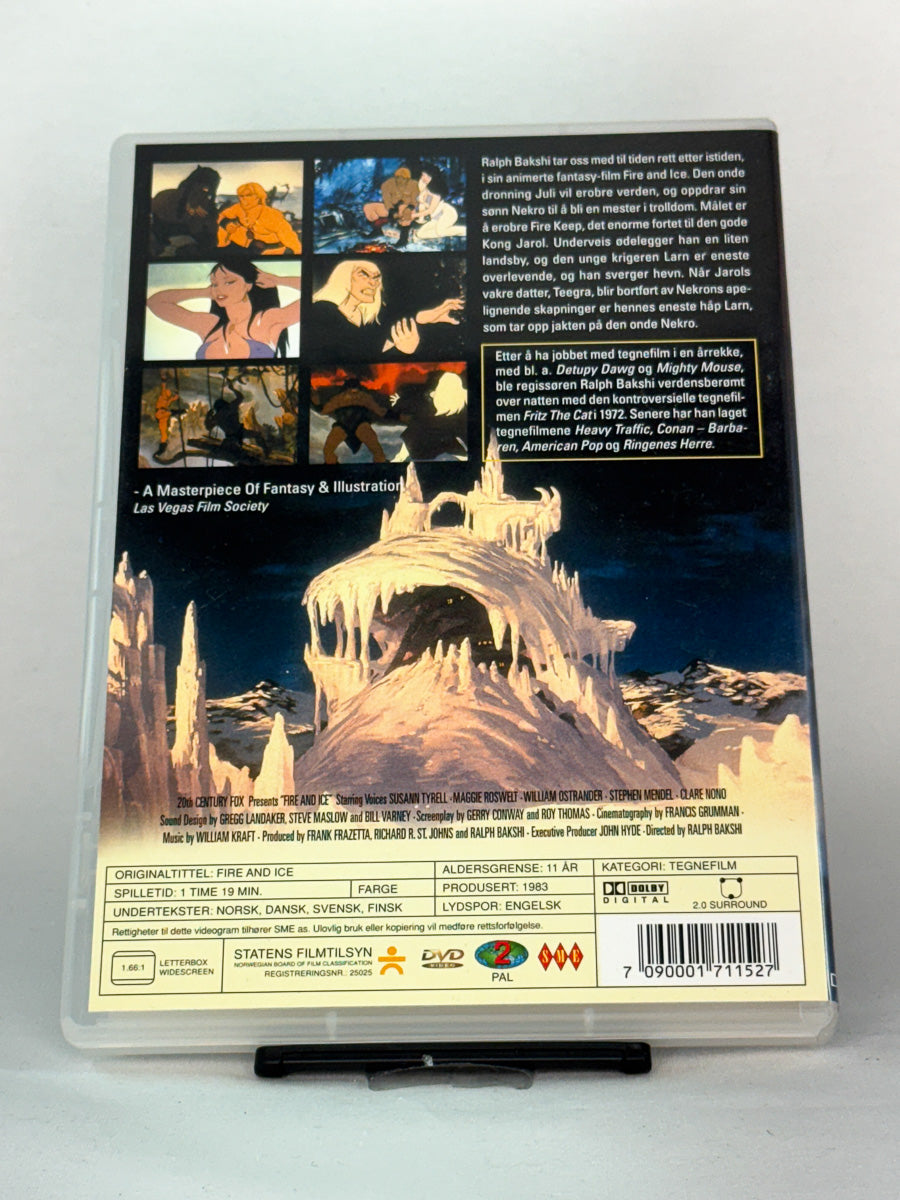 Ralph Bakshi tar oss med til tiden rett etter istiden,
i sin animerte fantasy-film Fire and Ice. Den onde
dronning Juli vil erobre verden, og oppdrar sin
sønn Nekro til å bli en mester i trolldom. Målet er
å erobre Fire Keep, det enorme fortet til den gode
Kong Jarol. Underveis ødelegger han en liten
landsby, og den unge krigeren Larn er eneste
overlevende, og han sverger hevn. Når Jarols
vakre datter, Teegra, blir bortført av Nekrons ape-
lignende skapninger er hennes eneste håp Larn,
som tar opp jakten på den onde Nekro.
Etter å ha jobbet med tegnefilm i en årrekke,
med bl. a. Detupy Dawg og Mighty Mouse,
ble regissøren Ralph Bakshi verdensberømt
over natten med den kontroversielle tegnefil-
men Fritz The Cat i 1972. Senere har han laget
tegnefilmene Heavy Traffic, Conan – Barba-
ren, American Pop og Ringenes Herre.
- A Masterpiece Of Fantasy & Illustration
Las Vegas Film Society
20th CENTURY FOX Presents "FIRE AND ICE" Starring Voices SUSANN TYRELL · MAGGIE ROSWELT · WILLIAM OSTRANDER · STEPHEN MENDEL · CLARE NONO
Sound Design by GREGG LANDAKER, STEVE MASLOW and BILL VARNEY · Screenplay by GERRY CONWAY and ROY THOMAS · Cinematography by FRANCIS GRUMMAN ·
Music by WILLIAM KRAFT · Produced by FRANK FRAZETTA, RICHARD R. ST. JOHNS and RALPH BAKSHI · Executive Producer JOHN HYDE · Directed by RALPH BAKSHI
ORIGINALTITTEL: FIRE AND ICE
ALDERSGRENSE: 11 ÅR
KATEGORI: TEGNEFILM
SPILLETID: 1 TIME 19 MIN.
FARGE
PRODUSERT: 1983
DOLBY
DIGITAL
2.0 SURROUND
UNDERTEKSTER: NORSK, DANSK, SVENSK, FINSK
LYDSPOR: ENGELSK
Rettigheter til dette videogram tilhører SME as. Ulovlig bruk eller kopiering vil medføre rettsforfølgelse.
1.66:1
LETTERBOX
WIDESCREEN
STATENS FILMTILSYN
NORWEGIAN BOARD OF FILM CLASSIFICATION
REGISTRERINGSNR.: 25025
DVD
VIDEO
2
PAL
SME
7 090001 711527